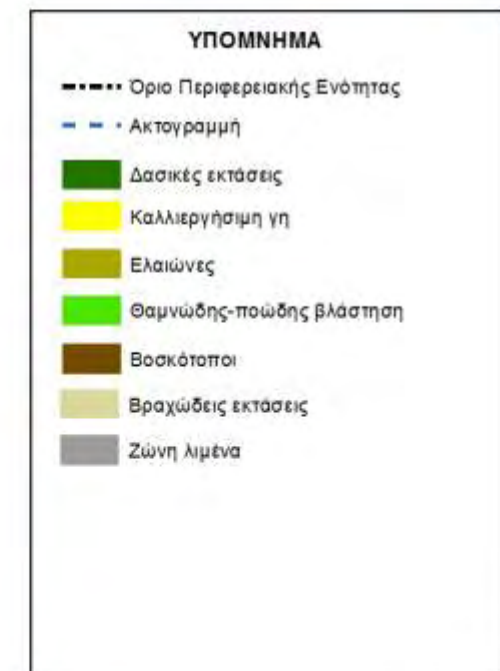 ΥΠΟΜΝΗΜΑ
Όριο Περιφερειακής Ενότητας
Ακτογραμμή
Δασικές εκτάσεις
Καλλιεργήσιμη γη
Ελαιώνες
Θαμνώδης-ποώδης βλάστηση
Βοσκότοποι
Βραχώδεις εκτάσεις
Ζώνη λιμένα